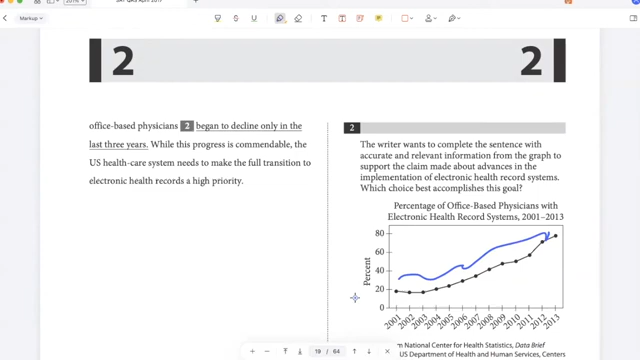 SAT QAS April 2017
201%
Markup
2
2
office-based physicians 2 began to decline only in the
last three years. While this progress is commendable, the
US health-care system needs to make the full transition to
electronic health records a high priority.
2
The writer wants to complete the sentence with
accurate and relevant information from the graph to
support the claim made about advances in the
implementation of electronic health record systems.
Which choice best accomplishes this goal?
Percentage of Office-Based Physicians with
Electronic Health Record Systems, 2001–2013
Percent
80
60
40
20
0
2001
2002
2003
2004
2005
2006
2007
2008
2009
2010
2011
2012
2013
m National Center for Health Statistics, Data Brief
US Department of Health and Human Services, Centers
19 / 64